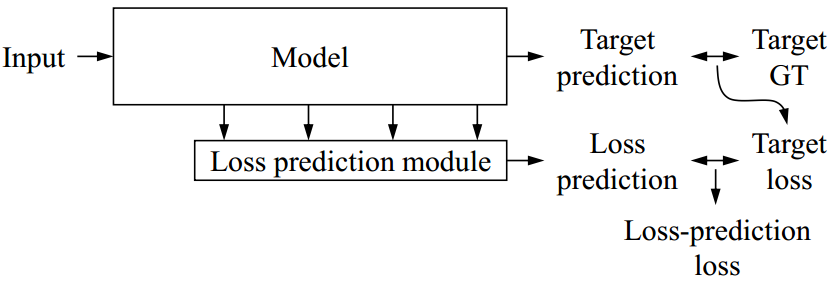 Input
Model
Target
prediction
Target
GT
Loss prediction module
Loss
prediction
Target
loss
Loss-prediction
loss